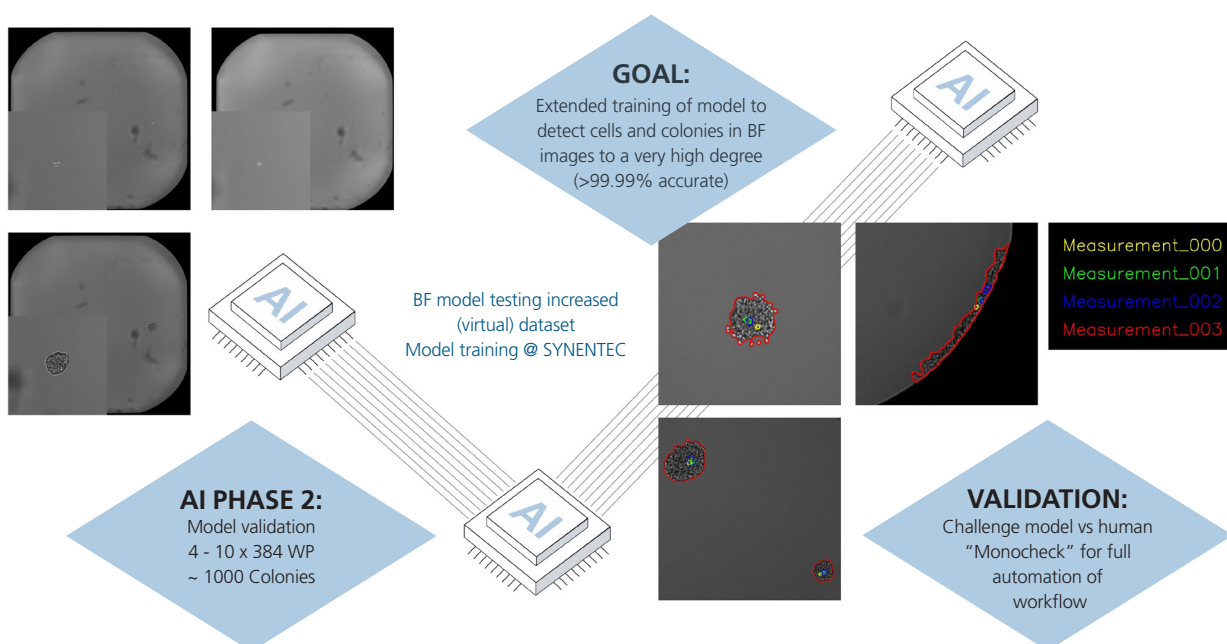 GOAL:
Extended training of model to
detect cells and colonies in BF
images to a very high degree
(>99.99% accurate)
AI
AI
BF model testing increased
(virtual) dataset
Model training @ SYNENTEC
Measurement_000
Measurement_001
Measurement_002
Measurement_003
AI PHASE 2:
Model validation
4 - 10 x 384 WP
~ 1000 Colonies
AI
VALIDATION:
Challenge model vs human
“Monocheck” for full
automation of
workflow